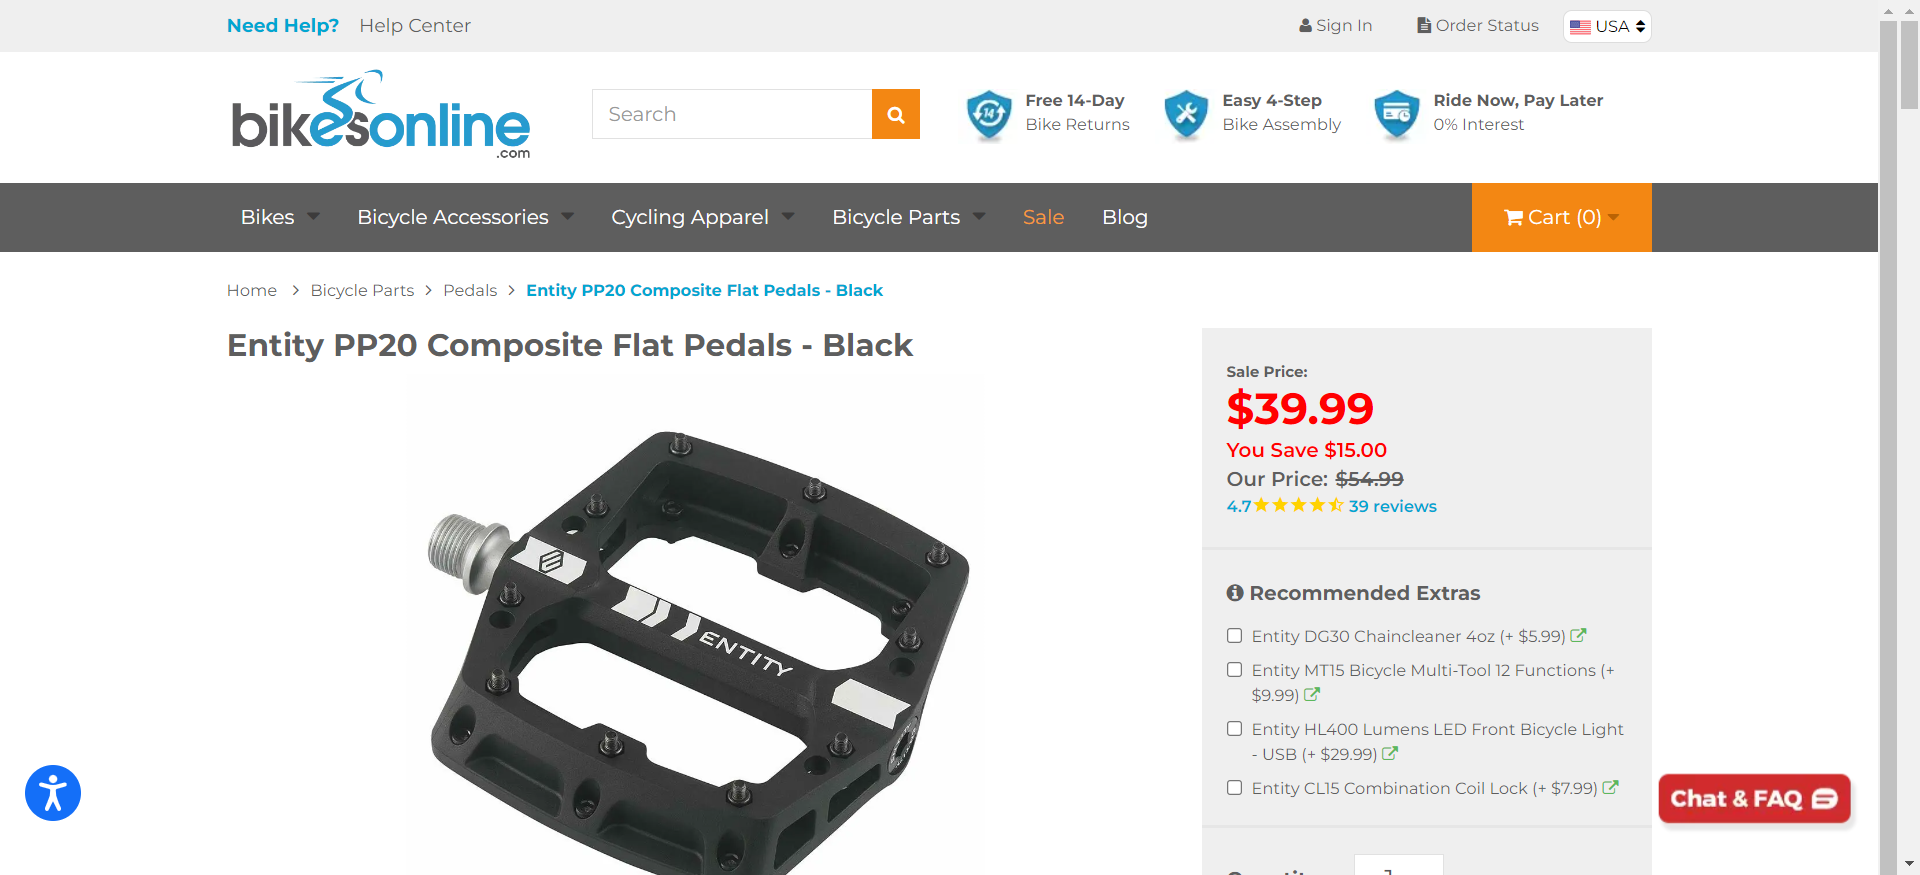 Need Help? Help Center
Sign In
Order Status
USA
bikesonline
.com
Search
14
Free 14-Day
Bike Returns
Easy 4-Step
Bike Assembly
Ride Now, Pay Later
0% Interest
Bikes
Bicycle Accessories
Cycling Apparel
Bicycle Parts
Sale
Blog
Cart (0)
Home > Bicycle Parts > Pedals > Entity PP20 Composite Flat Pedals - Black
Entity PP20 Composite Flat Pedals - Black
ENTITY
Sale Price:
$39.99
You Save $15.00
Our Price: $54.99
4.7 39 reviews
Recommended Extras
Entity DG30 Chaincleaner 4oz (+ $5.99)
Entity MT15 Bicycle Multi-Tool 12 Functions (+
$9.99)
Entity HL400 Lumens LED Front Bicycle Light
- USB (+ $29.99)
Entity CL15 Combination Coil Lock (+ $7.99)
Chat & FAQ